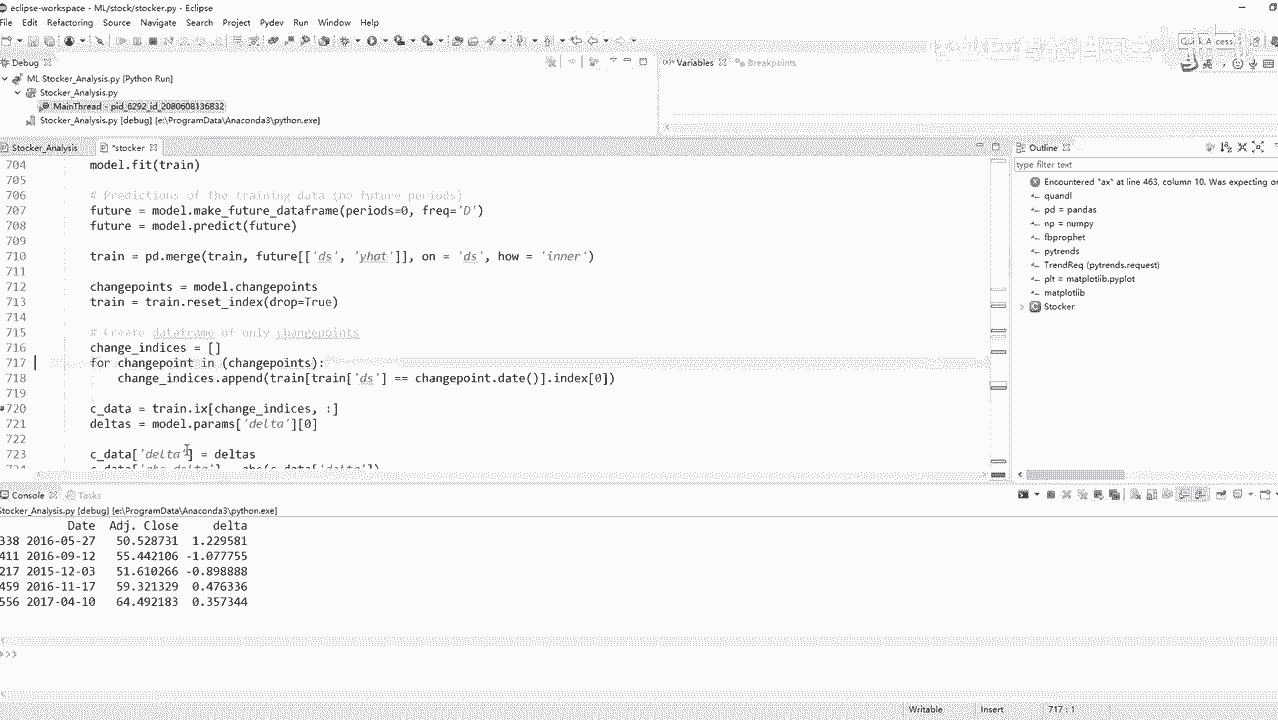 eclipse-workspace - ML/stock/stocker.py - Eclipse
File Edit Refactoring Source Navigate Search Project Pydev Run Window Help
Debug
Variables Breakpoints
ML Stocker_Analysis.py [Python Run]
Stocker_Analysis.py
MainThread - pid_6292_id_2080608136832
Stocker_Analysis.py [debug] [e:\ProgramData\Anaconda3\python.exe]
Stocker_Analysis *stocker
Outline
type filter text
Encountered "ax" at line 463, column 10. Was expecting on
quandl
pd = pandas
np = numpy
fbprophet
pytrends
TrendReq (pytrends.request)
plt = matplotlib.pyplot
matplotlib
Stocker
704 model.fit(train)
705
706 # Predictions of the training data (no future periods)
707 future = model.make_future_dataframe(periods=0, freq='D')
708 future = model.predict(future)
709
710 train = pd.merge(train, future[['ds', 'yhat']], on = 'ds', how = 'inner')
711
712 changepoints = model.changepoints
713 train = train.reset_index(drop=True)
714
715 # Create dataframe of only changepoints
716 change_indices = []
717 for changepoint in (changepoints):
718 change_indices.append(train[train['ds'] == changepoint.date()].index[0])
719
720 c_data = train.ix[change_indices, :]
721 deltas = model.params['delta'][0]
722
723 c_data['delta'] = deltas
724 c_data['abs_delta'] = abs(c_data['delta'])
Console Tasks
Stocker_Analysis.py [debug] [e:\ProgramData\Anaconda3\python.exe]
Date Adj. Close delta
338 2016-05-27 50.528731 1.229581
411 2016-09-12 55.442106 -1.077755
217 2015-12-03 51.610266 -0.898888
459 2016-11-17 59.321329 0.476336
556 2017-04-10 64.492183 0.357344
>>>
Writable Insert 717 : 1